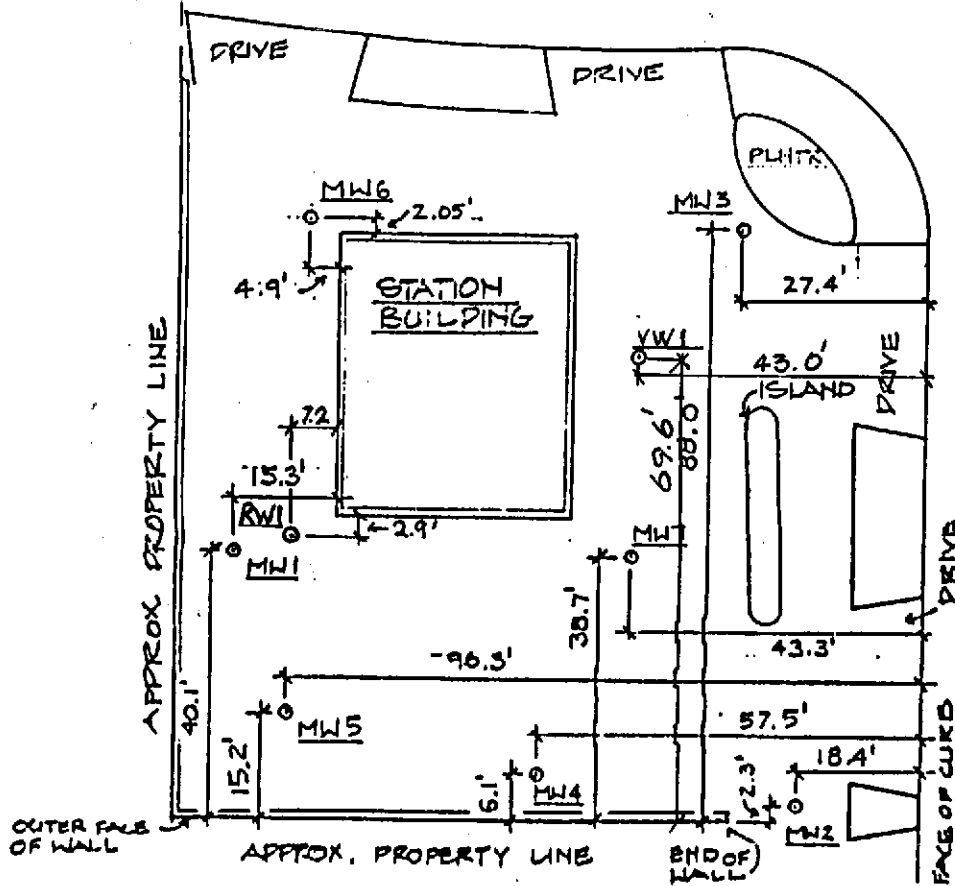 DRIVE
DRIVE
MW6
2.05'
MW3
4.9'
STATION
BUILDING
27.4'
VW1
43.0'
ISLAND
DRIVE
7.2
69.6'
88.0
15.3'
RW1
2.9'
MW1
38.7'
DRIVE
43.3'
APPROX PROPERTY LINE
96.3'
40.1'
MW5
57.5'
15.2'
18.4'
6.1'
MW4
2.3'
MW2
OUTER FACE
OF WALL
APPROX. PROPERTY LINE
END OF
WALL
FACE OF CURB